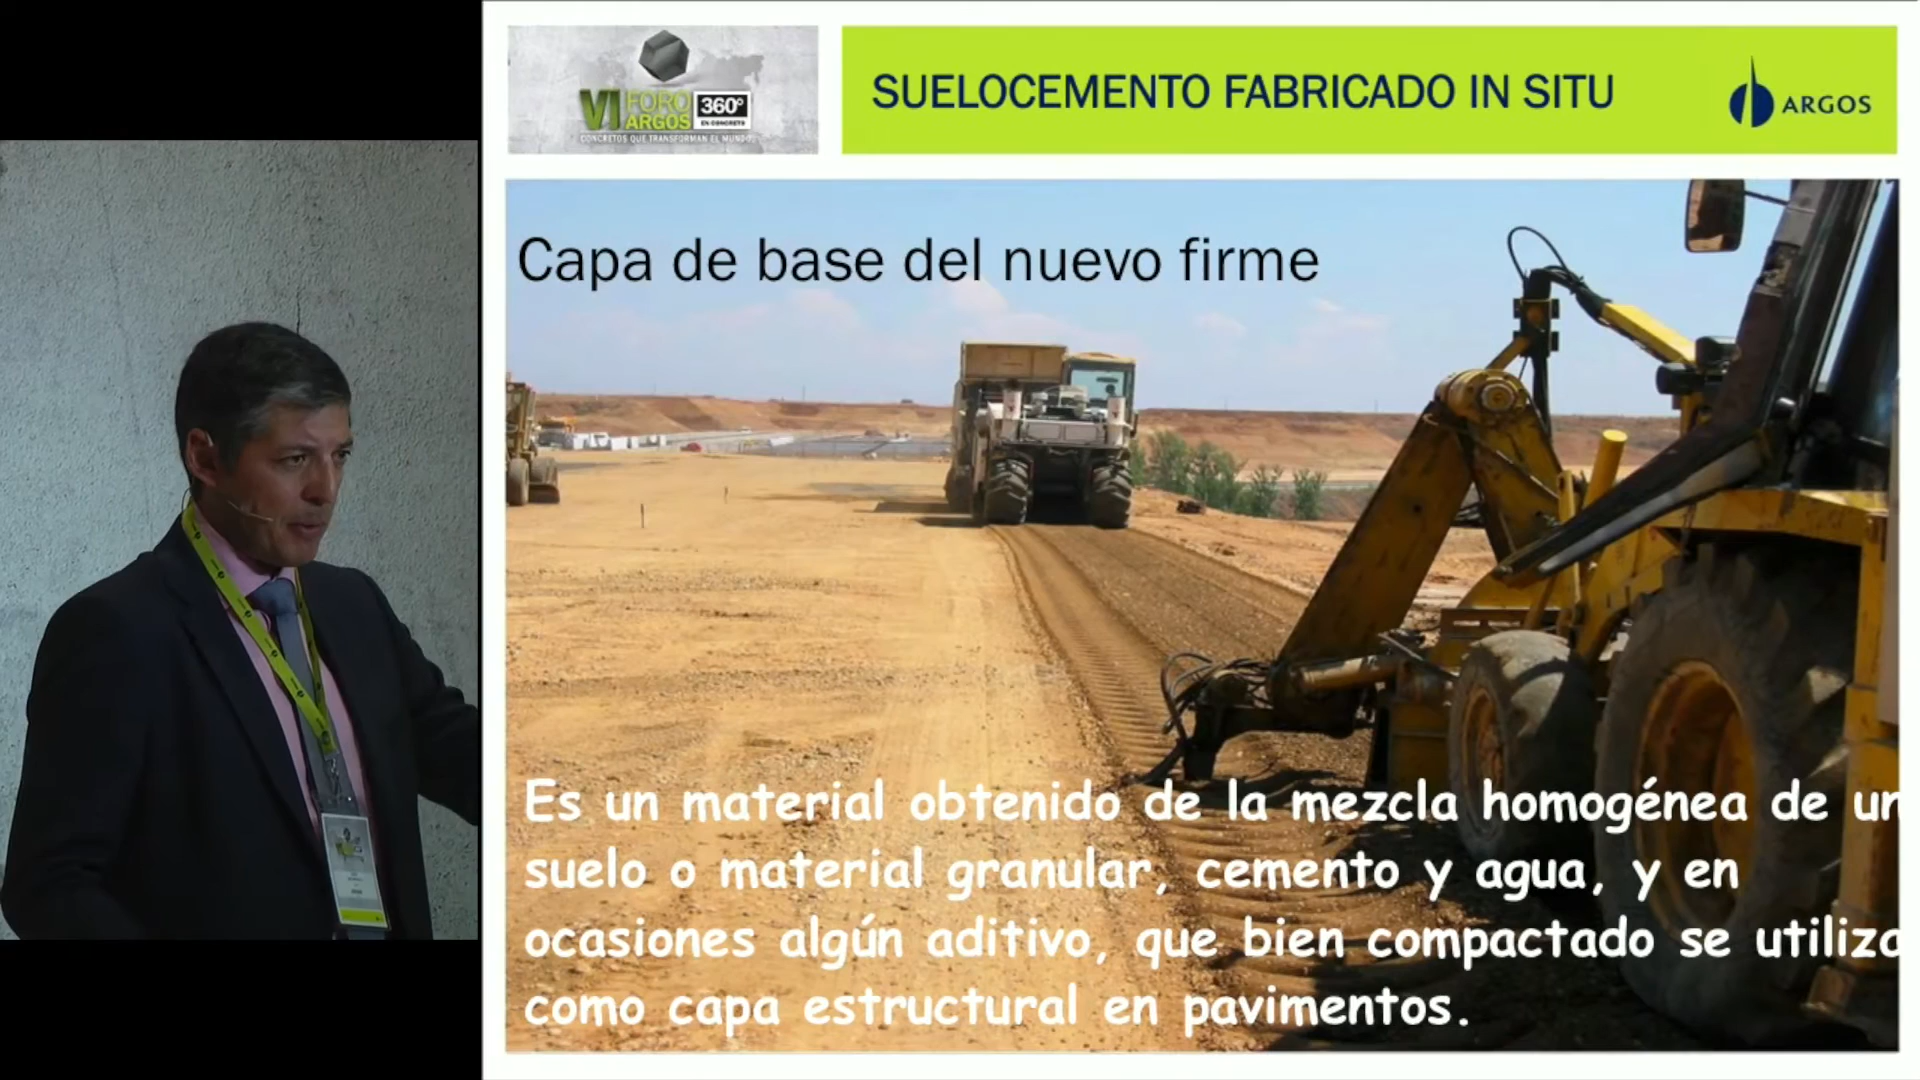 VI FORO ARGOS 360º
EN CONCRETO
CONCRETOS QUE TRANSFORMAN EL MUNDO
SUELOCEMENTO FABRICADO IN SITU
ARGOS
Capa de base del nuevo firme
Es un material obtenido de la mezcla homogénea de un
suelo o material granular, cemento y agua, y en
ocasiones algún aditivo, que bien compactado se utiliza
como capa estructural en pavimentos.